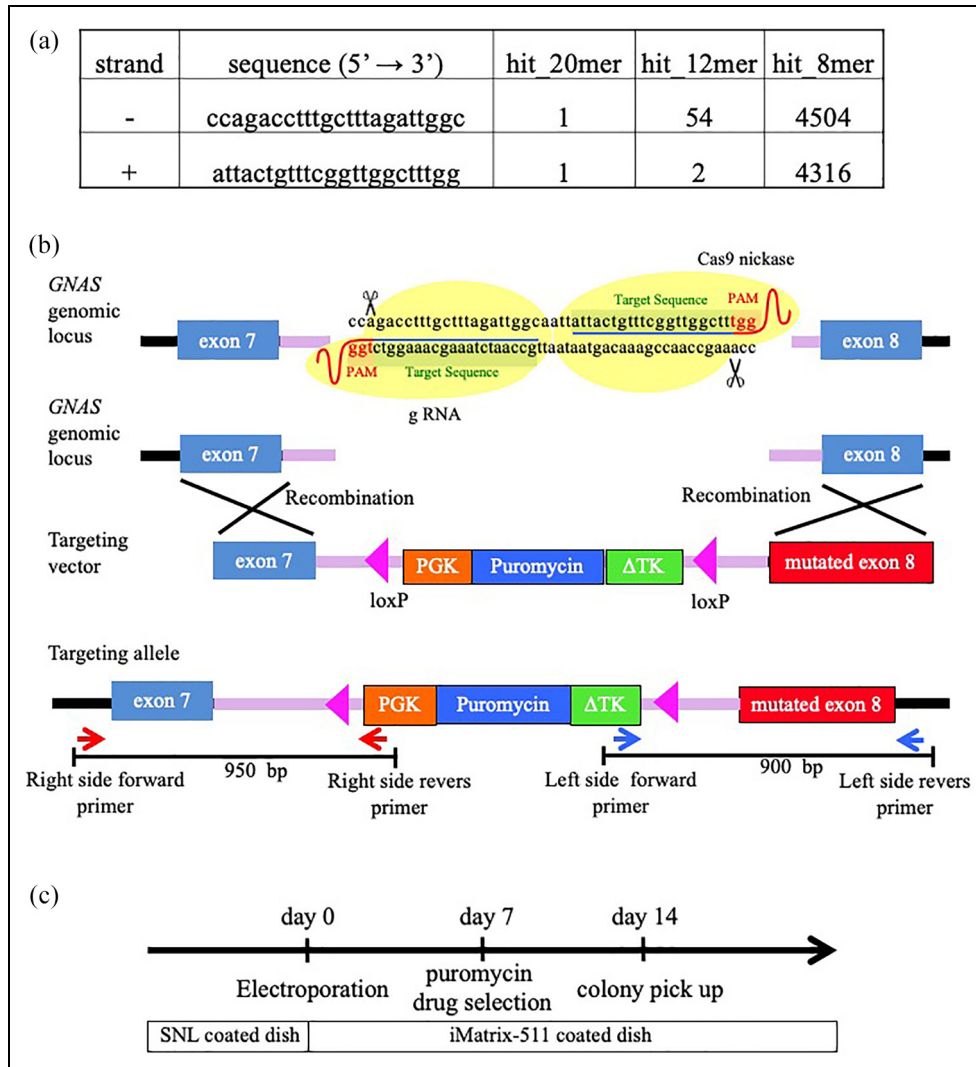 (a)
strand sequence (5’ → 3’) hit_20mer hit_12mer hit_8mer
- ccagacctttgctttagattggc 1 54 4504
+ attactgtttcggttggctttgg 1 2 4316
(b)
Cas9 nickase
GNAS
genomic
locus
Target Sequence PAM
ccagacctttgctttagattggcaattattactgtttcggttggctttgg
exon 7
exon 8
ggtctggaaacgaaatctaaccgttaataatgacaaagccaaccgaaacc
PAM Target Sequence
g RNA
GNAS
genomic
locus
exon 7
exon 8
Recombination
Recombination
Targeting
vector
exon 7
PGK Puromycin ΔTK
mutated exon 8
loxP
loxP
Targeting allele
exon 7
PGK Puromycin ΔTK
mutated exon 8
950 bp
900 bp
Right side forward
primer
Right side revers
primer
Left side forward
primer
Left side revers
primer
(c)
day 0 day 7 day 14
Electroporation
puromycin
drug selection
colony pick up
SNL coated dish iMatrix-511 coated dish